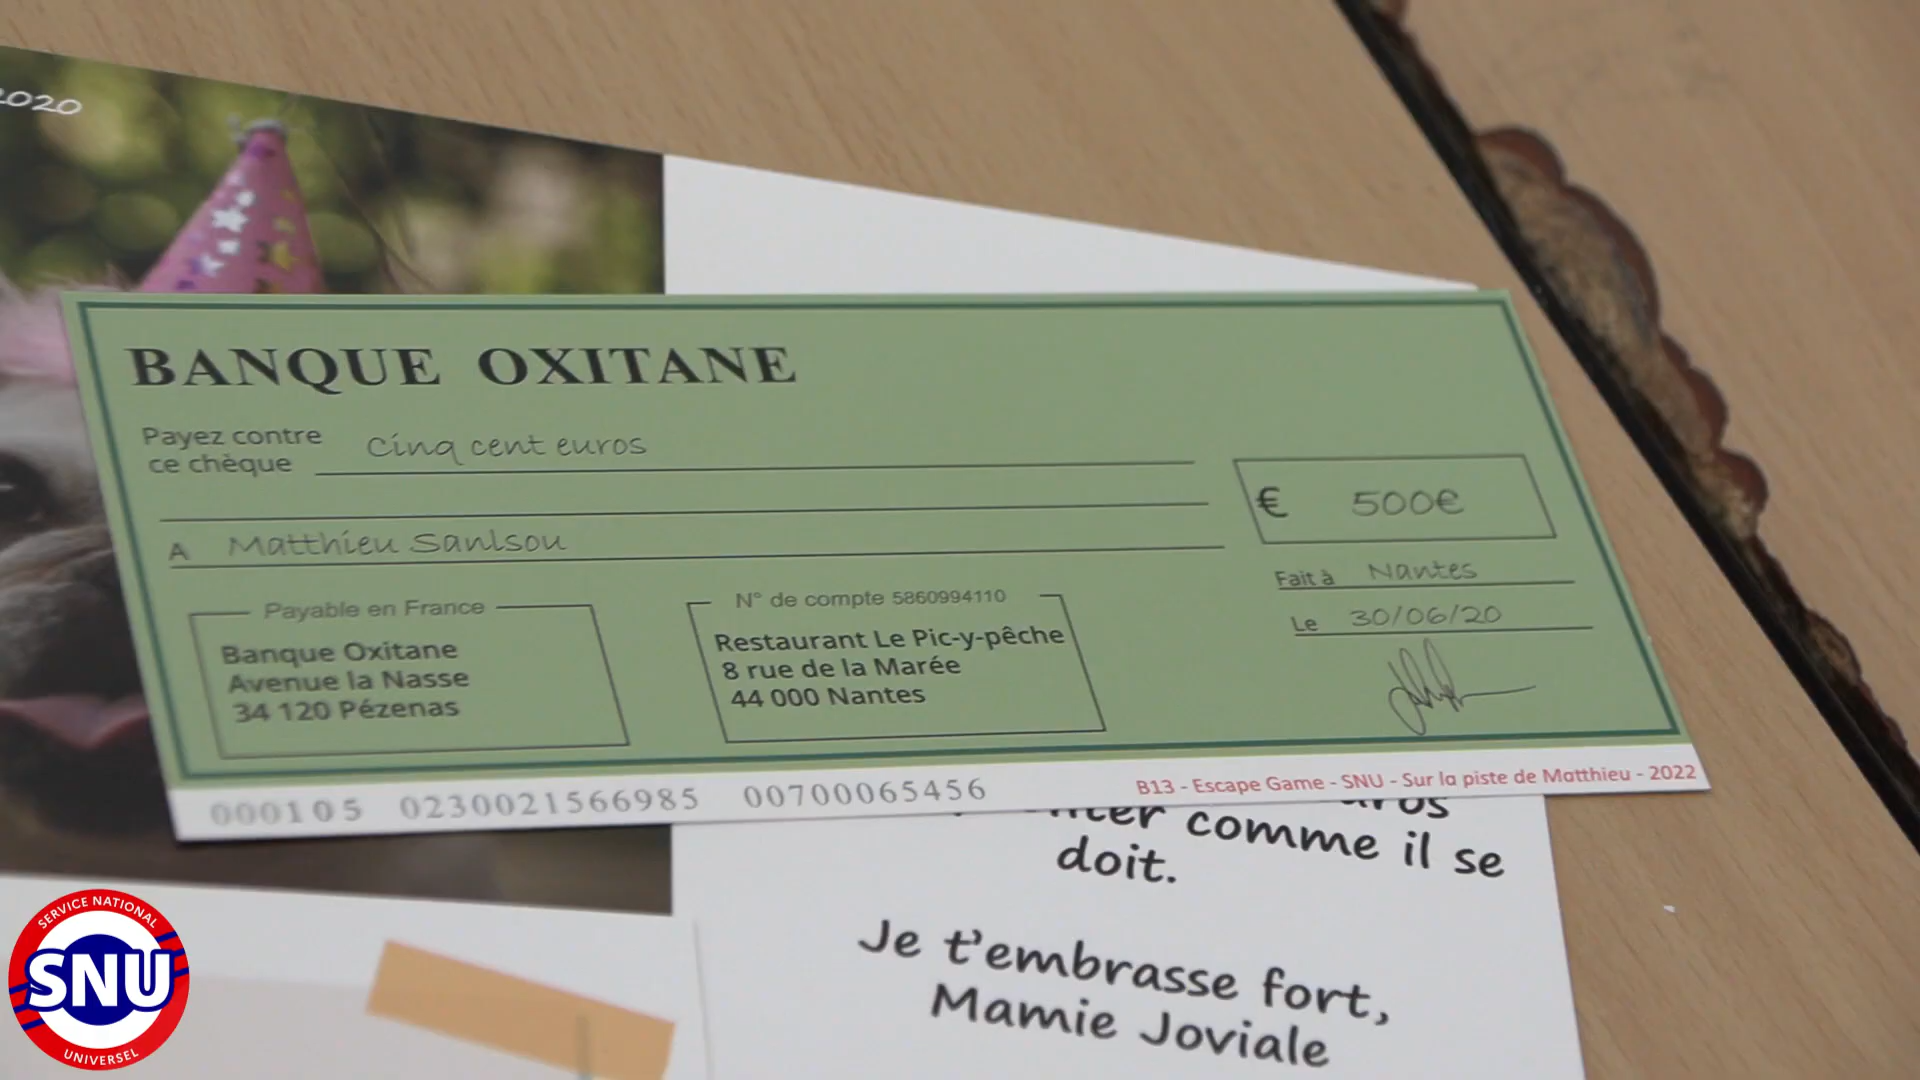 2020
BANQUE OXITANE
Payez contre
ce chèque
Cinq cent euros
€ 500€
A Matthieu Sanlsou
Fait à Nantes
Le 30/06/20
Payable en France
Banque Oxitane
Avenue la Nasse
34 120 Pézenas
N° de compte 5860994110
Restaurant Le Pic-y-pêche
8 rue de la Marée
44 000 Nantes
000105 0230021566985 00700065456
B13 - Escape Game - SNU - Sur la piste de Matthieu - 2022
comme il se
doit.
Je t'embrasse fort,
Mamie Joviale
SERVICE NATIONAL
SNU
UNIVERSEL